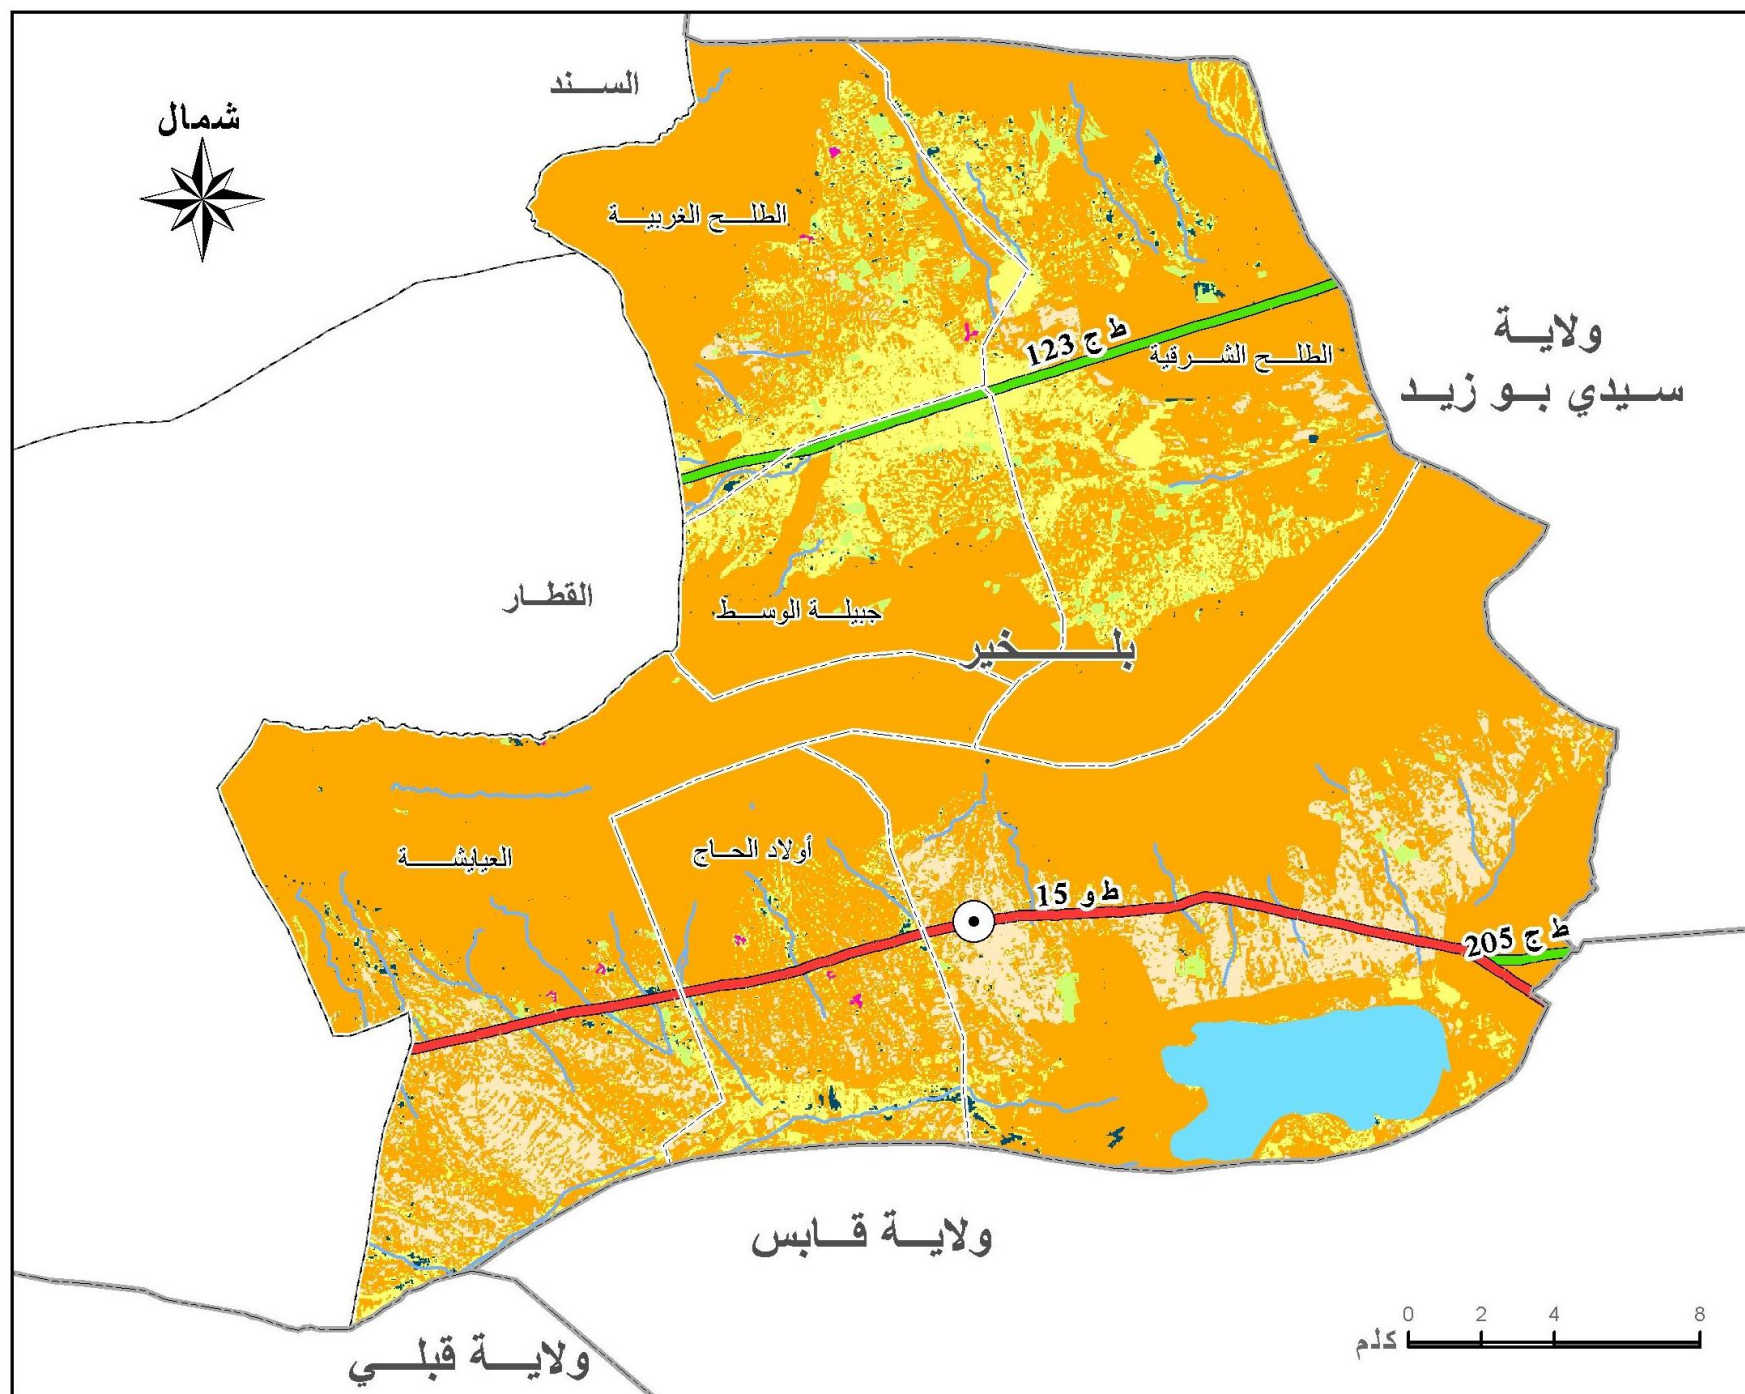 السند
شمال
الطلح الغربية
ط ج 123
ولاية
سيدي بو زيد
الطلح الشرقية
القطار
جبيلة الوسط
بلخير
العيايشة
أولاد الحاج
ط و 15
ط ج 205
ولاية قابس
ولاية قبلي
0 2 4 8
كلم